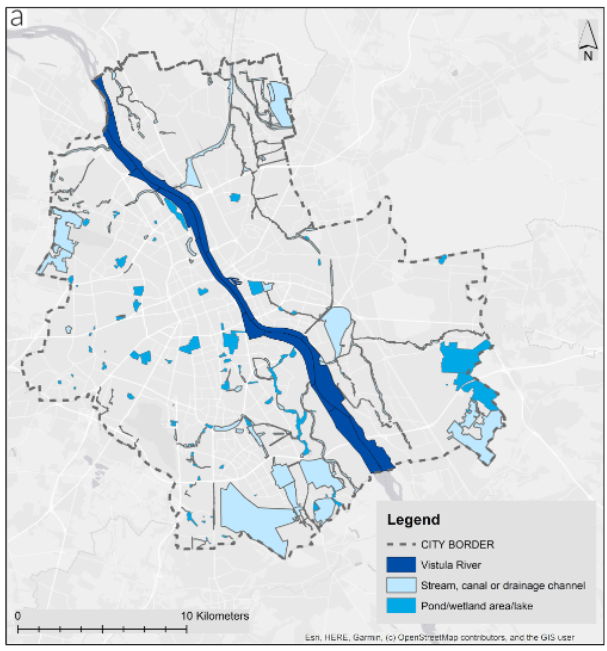 a
N
Legend
CITY BORDER
Vistula River
Stream, canal or drainage channel
Pond/wetland area/lake
0 10 Kilometers
Esri, HERE, Garmin, (c) OpenStreetMap contributors, and the GIS user